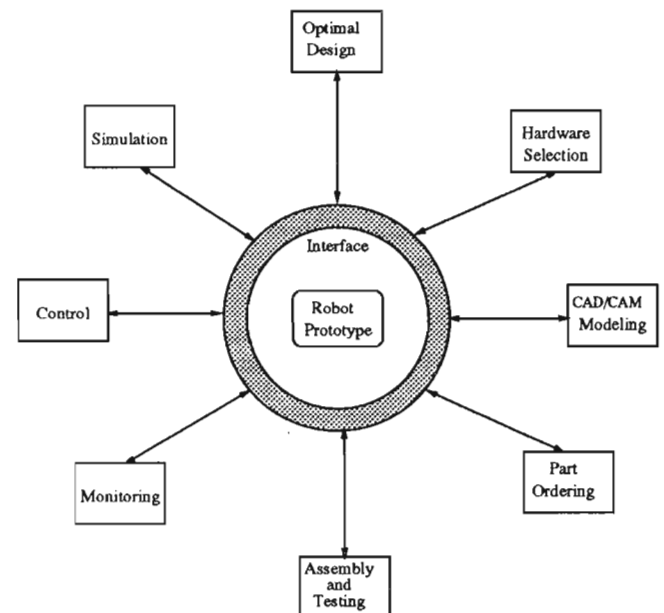 Optimal
Design
Simulation
Hardware
Selection
Interface
Control
Robot
Prototype
CAD/CAM
Modeling
Monitoring
Part
Ordering
Assembly
and
Testing